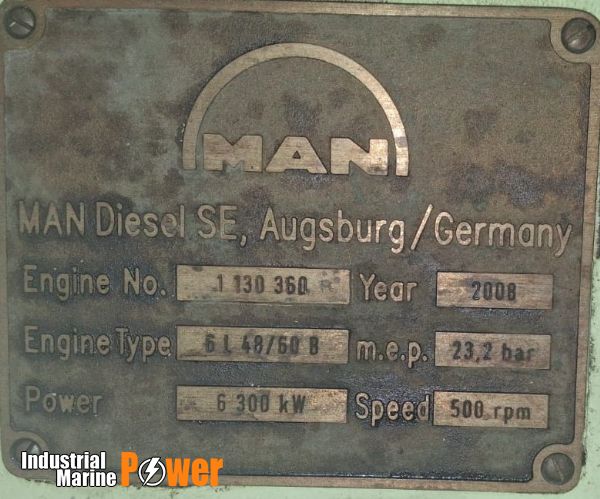 MAN
MAN Diesel SE, Augsburg/Germany
Engine No. 1 130 360 Year 2008
Engine Type 6 L 48/60 B m.e.p. 23,2 bar
Power 6 300 kW Speed 500 rpm
Industrial
Marine Power